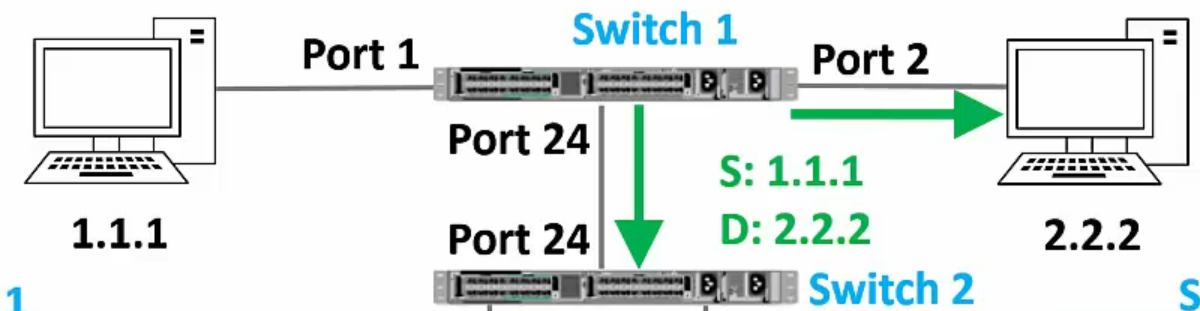 Switch 1
Port 1
Port 2
Port 24
S: 1.1.1
D: 2.2.2
1.1.1
2.2.2
Port 24
Switch 2
1
S